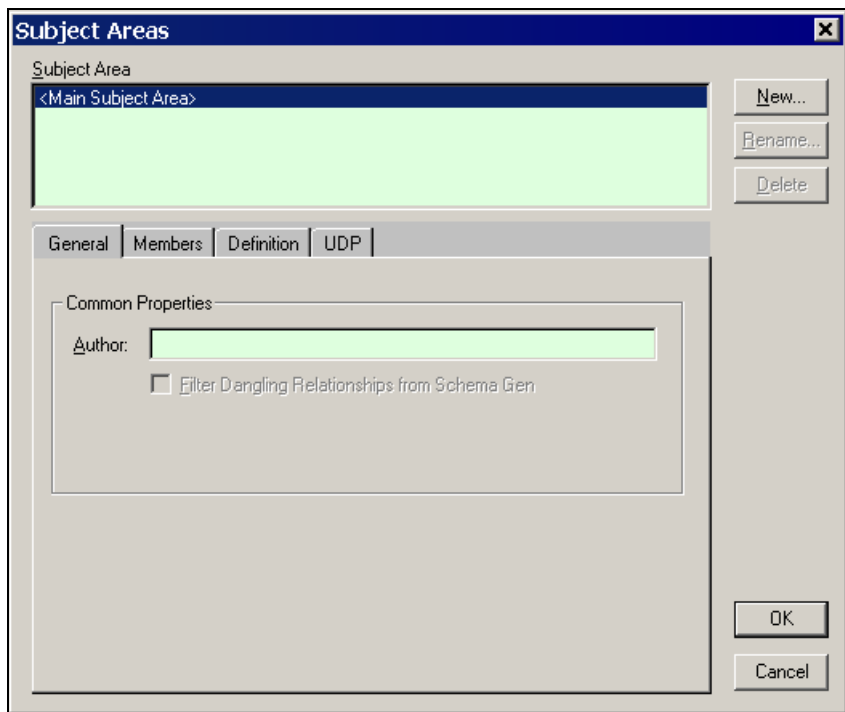 Subject Areas
Subject Area
<Main Subject Area>
New...
Rename...
Delete
General Members Definition UDP
Common Properties
Author:
Filter Dangling Relationships from Schema Gen
OK
Cancel